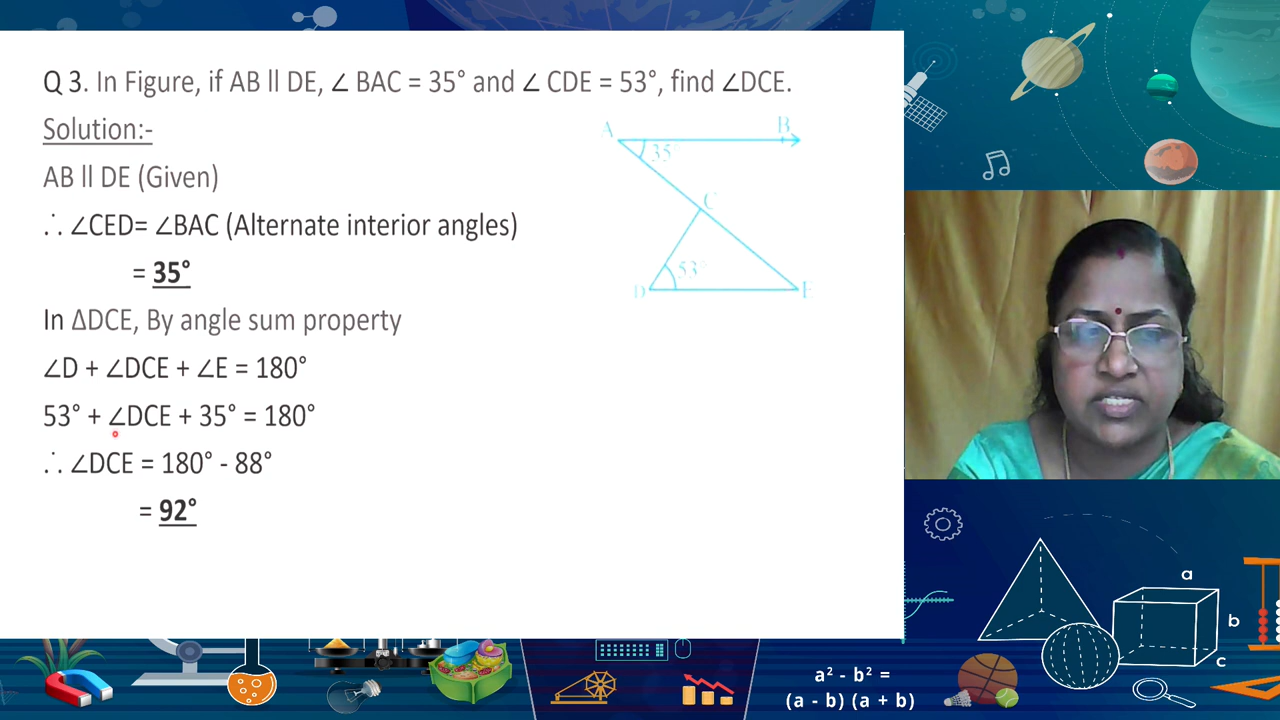 Q 3. In Figure, if AB ll DE, ∠ BAC = 35° and ∠ CDE = 53°, find ∠DCE.
Solution:-
AB ll DE (Given)
∴ ∠CED= ∠BAC (Alternate interior angles)
= 35°
In ΔDCE, By angle sum property
∠D + ∠DCE + ∠E = 180°
53° + ∠DCE + 35° = 180°
∴ ∠DCE = 180° - 88°
= 92°
A B
35°
C
53°
D E
a
b
c
a² - b² =
(a - b) (a + b)